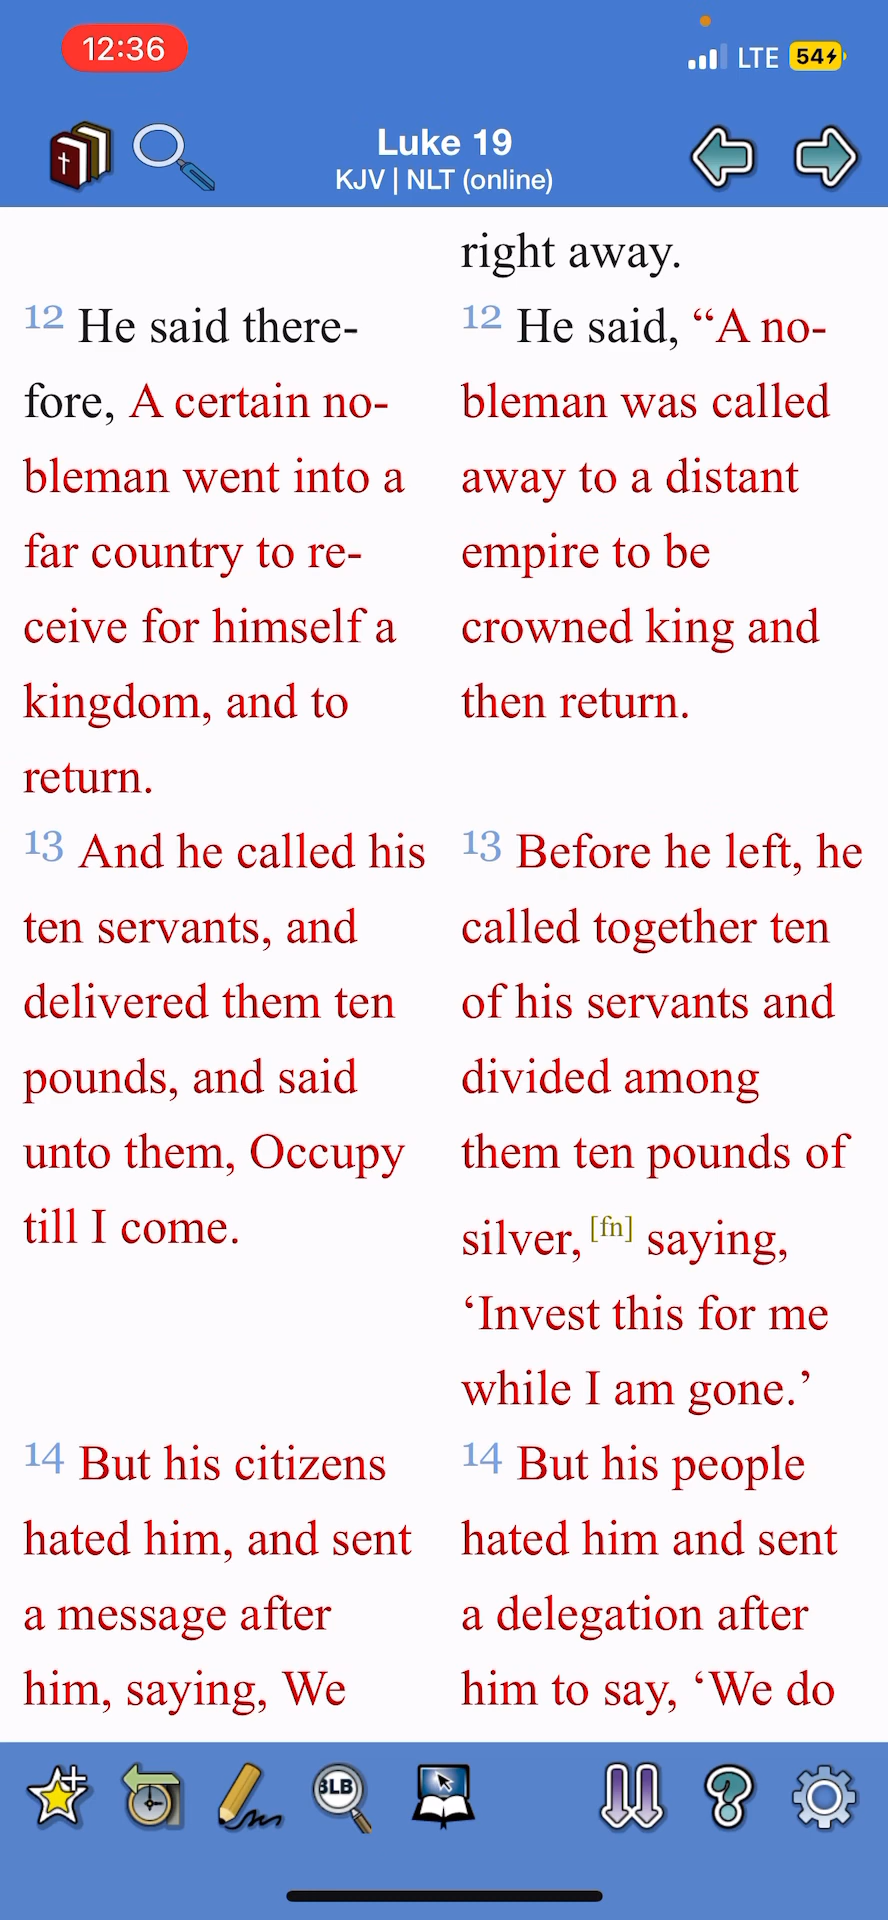 12:36
LTE 54
Luke 19
KJV | NLT (online)
12 He said there-
fore, A certain no-
bleman went into a
far country to re-
ceive for himself a
kingdom, and to
return.
13 And he called his
ten servants, and
delivered them ten
pounds, and said
unto them, Occupy
till I come.
14 But his citizens
hated him, and sent
a message after
him, saying, We
right away.
12 He said, “A no-
bleman was called
away to a distant
empire to be
crowned king and
then return.
13 Before he left, he
called together ten
of his servants and
divided among
them ten pounds of
silver, [fn] saying,
‘Invest this for me
while I am gone.’
14 But his people
hated him and sent
a delegation after
him to say, ‘We do
BLB